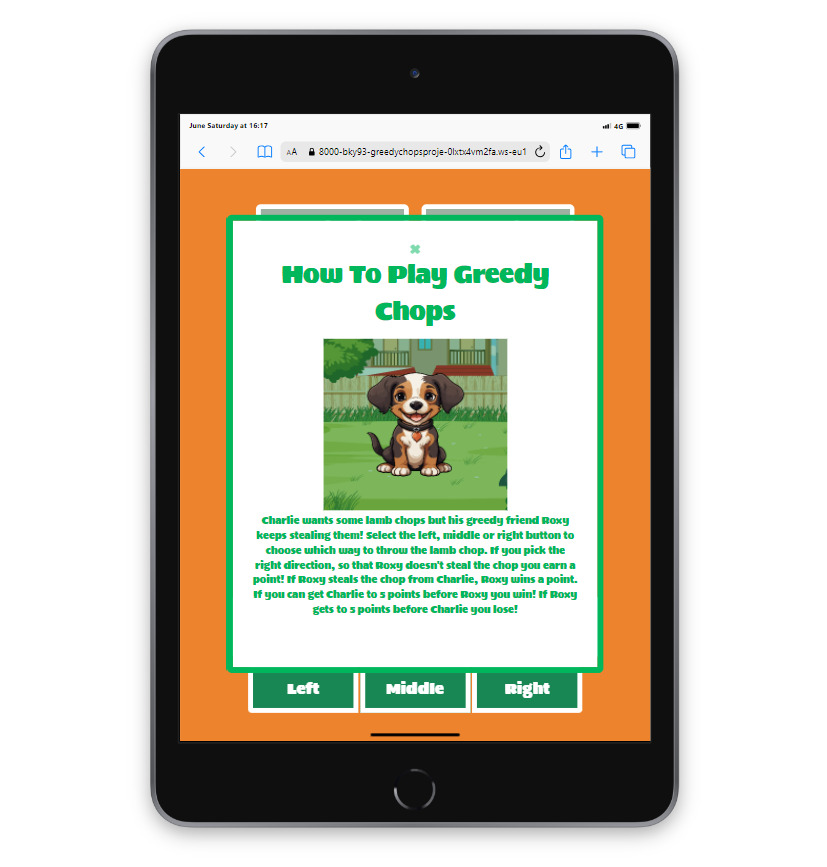 June Saturday at 16:17
4G
AA
8000-bky93-greedychopsproje-0lxtx4vm2fa.ws-eu1
How To Play Greedy
Chops
Charlie wants some lamb chops but his greedy friend Roxy
keeps stealing them! Select the left, middle or right button to
choose which way to throw the lamb chop. If you pick the
right direction, so that Roxy doesn't steal the chop you earn a
point! If Roxy steals the chop from Charlie, Roxy wins a point.
If you can get Charlie to 5 points before Roxy you win! If Roxy
gets to 5 points before Charlie you lose!
Left
Middle
Right